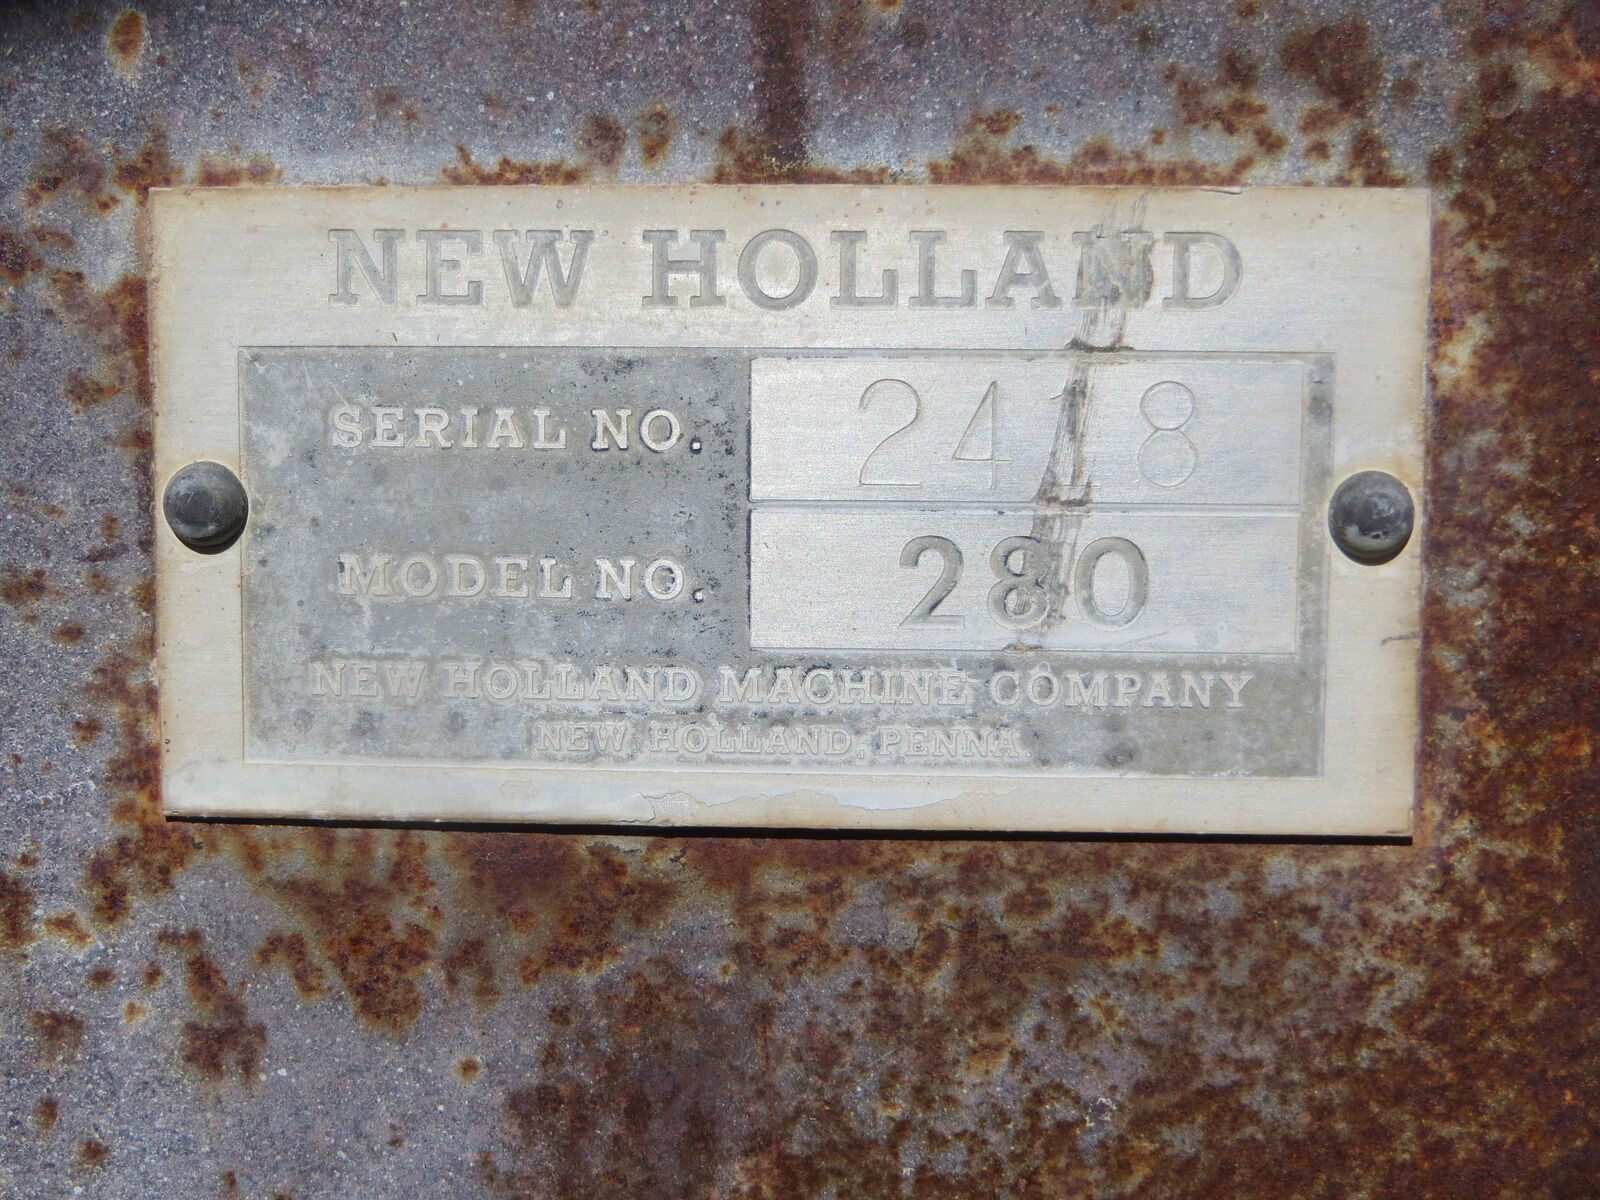 NEW HOLLAND
SERIAL NO. 2418
MODEL NO. 280
NEW HOLLAND MACHINE COMPANY
NEW HOLLAND, PENNA